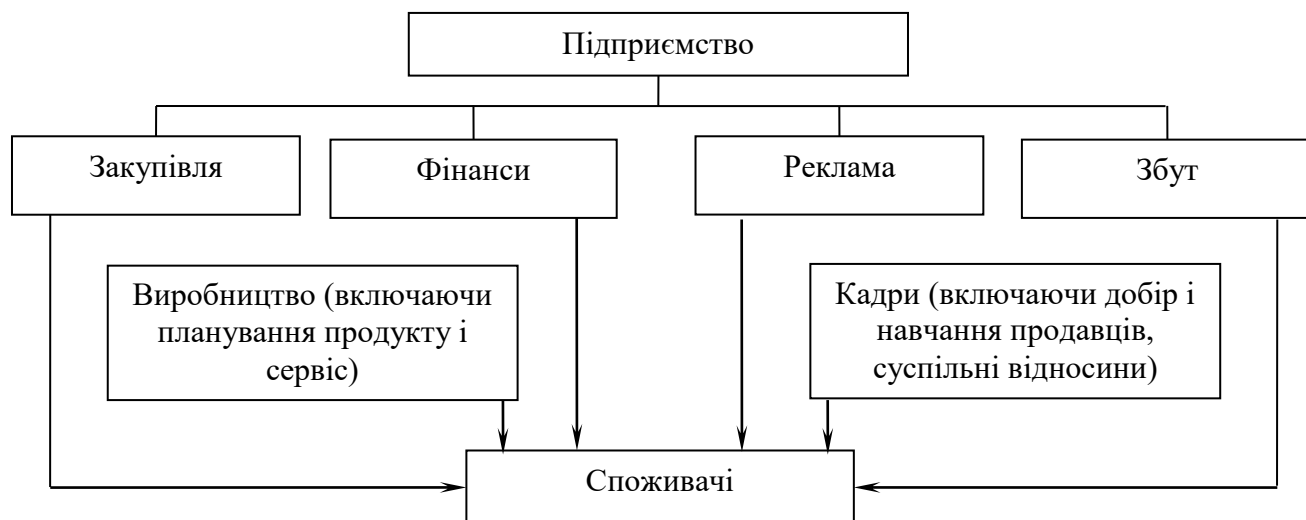 Підприємство
Закупівля
Фінанси
Реклама
Збут
Виробництво (включаючи
планування продукту і
сервіс)
Кадри (включаючи добір і
навчання продавців,
суспільні відносини)
Споживачі